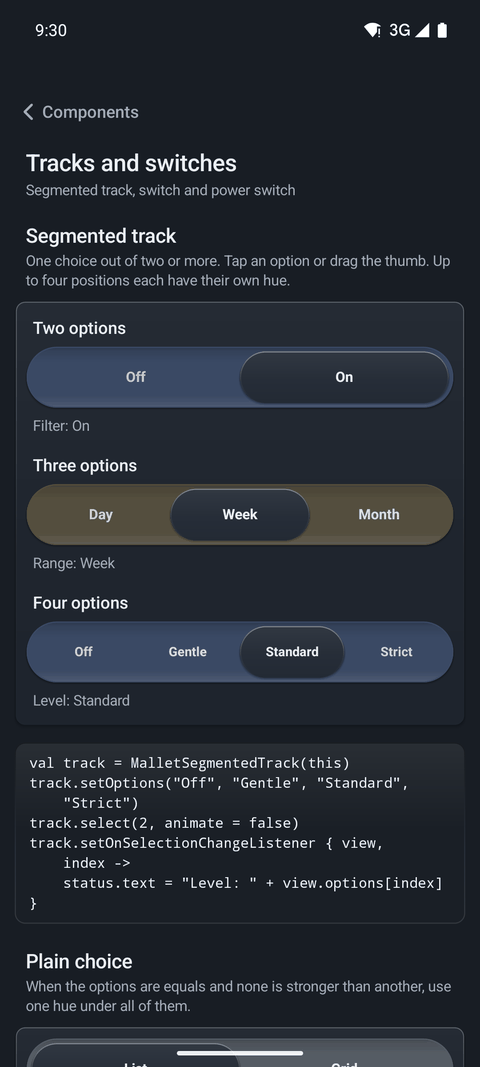 9:30
3G
Components
Tracks and switches
Segmented track, switch and power switch
Segmented track
One choice out of two or more. Tap an option or drag the thumb. Up
to four positions each have their own hue.
Two options
Off On
Filter: On
Three options
Day Week Month
Range: Week
Four options
Off Gentle Standard Strict
Level: Standard
val track = MalletSegmentedTrack(this)
track.setOptions("Off", "Gentle", "Standard",
    "Strict")
track.select(2, animate = false)
track.setOnSelectionChangeListener { view,
    index ->
    status.text = "Level: " + view.options[index]
}
Plain choice
When the options are equals and none is stronger than another, use
one hue under all of them.